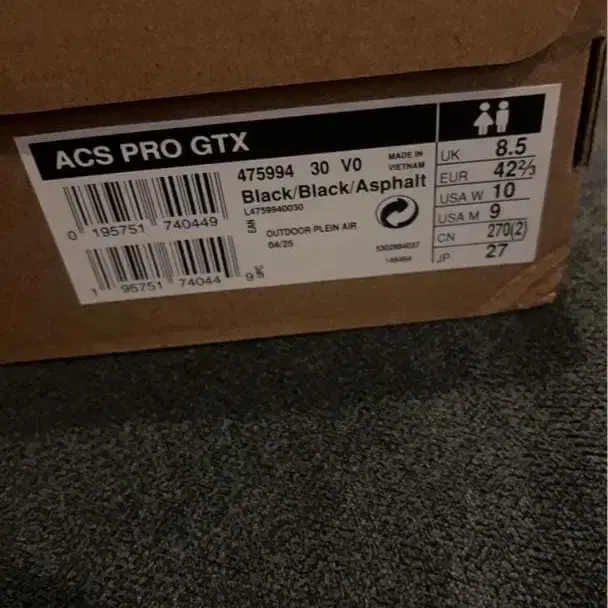 ACS PRO GTX
475994 30 V0
MADE IN
VIETNAM
Black/Black/Asphalt
L4759940030
EAN
OUTDOOR PLEIN AIR
04/25
0 195751 740449
1 95751 74044 9
UPC
UK 8.5
EUR 42⅔
USA W 10
USA M 9
CN 270(2)
JP 27